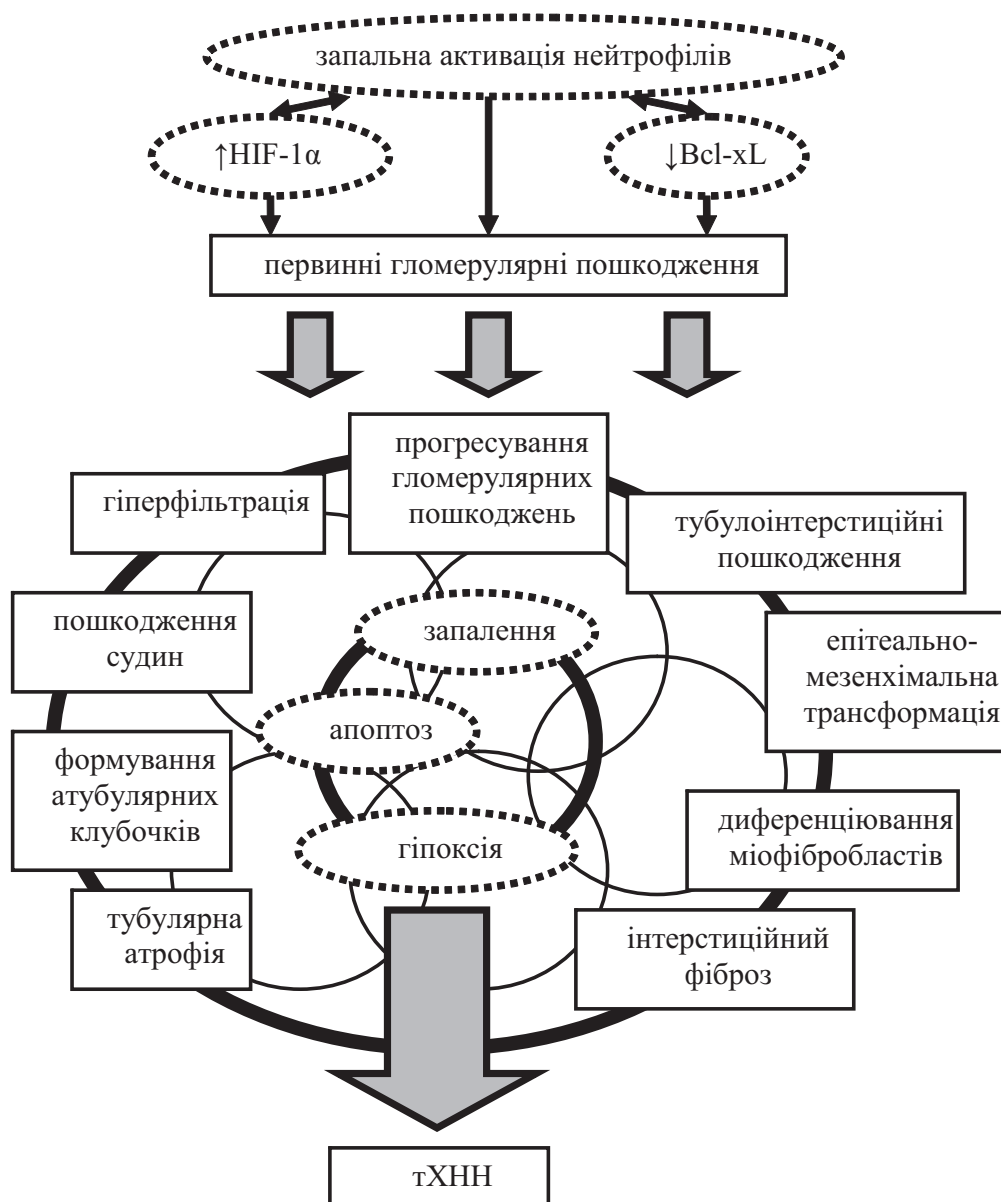 запальна активація нейтрофілів
↑HIF-1α
↓Bcl-xL
первинні гломерулярні пошкодження
прогресування
гломерулярних
пошкоджень
гіперфільтрація
тубулоінтерстиційні
пошкодження
пошкодження
судин
запалення
епітеально-
мезенхімальна
трансформація
апоптоз
формування
атубулярних
клубочків
диференціювання
міофібробластів
гіпоксія
тубулярна
атрофія
інтерстиційний
фіброз
тХНН